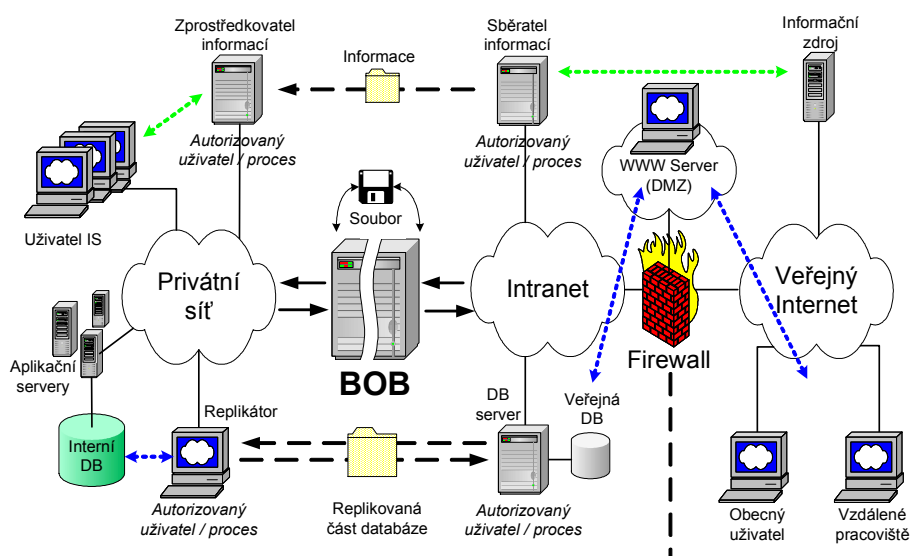 Zprostředkovatel
informací
Informace
Sběratel
informací
Informační
zdroj
Autorizovaný
uživatel / proces
Autorizovaný
uživatel / proces
WWW Server
(DMZ)
Uživatel IS
Soubor
Privátní
síť
Intranet
Veřejný
Internet
BOB
Firewall
Aplikační
servery
Replikátor
DB
server
Veřejná
DB
Interní
DB
Autorizovaný
uživatel / proces
Replikovaná
část databáze
Autorizovaný
uživatel / proces
Obecný
uživatel
Vzdálené
pracoviště